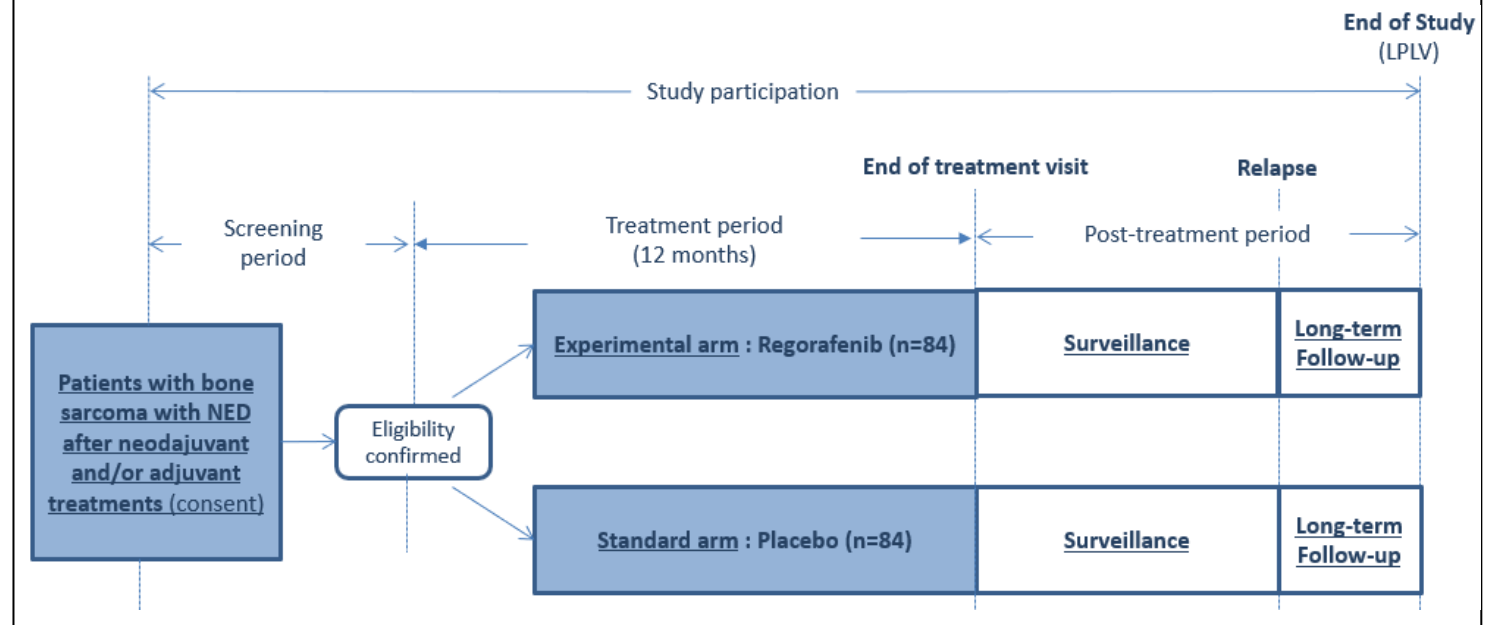 End of Study
(LPLV)
Study participation
End of treatment visit
Relapse
Screening
period
Treatment period
(12 months)
Post-treatment period
Patients with bone
sarcoma with NED
after neodajuvant
and/or adjuvant
treatments (consent)
Eligibility
confirmed
Experimental arm : Regorafenib (n=84)
Surveillance
Long-term
Follow-up
Standard arm : Placebo (n=84)
Surveillance
Long-term
Follow-up